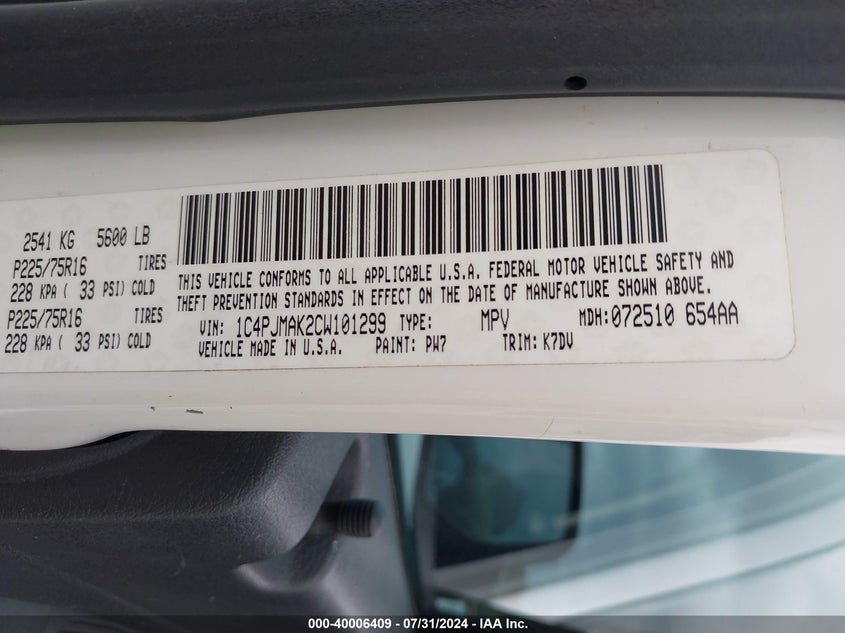 2541 KG 5600 LB
P225/75R16 TIRES
228 KPA ( 33 PSI) COLD
P225/75R16 TIRES
228 KPA ( 33 PSI) COLD
THIS VEHICLE CONFORMS TO ALL APPLICABLE U.S.A. FEDERAL MOTOR VEHICLE SAFETY AND
THEFT PREVENTION STANDARDS IN EFFECT ON THE DATE OF MANUFACTURE SHOWN ABOVE.
VIN: 1C4PJMAK2CW101299 TYPE: MPV MDH:072510 654AA
VEHICLE MADE IN U.S.A. PAINT: PW7 TRIM: K7DV
000-40006409 - 07/31/2024 - IAA Inc.